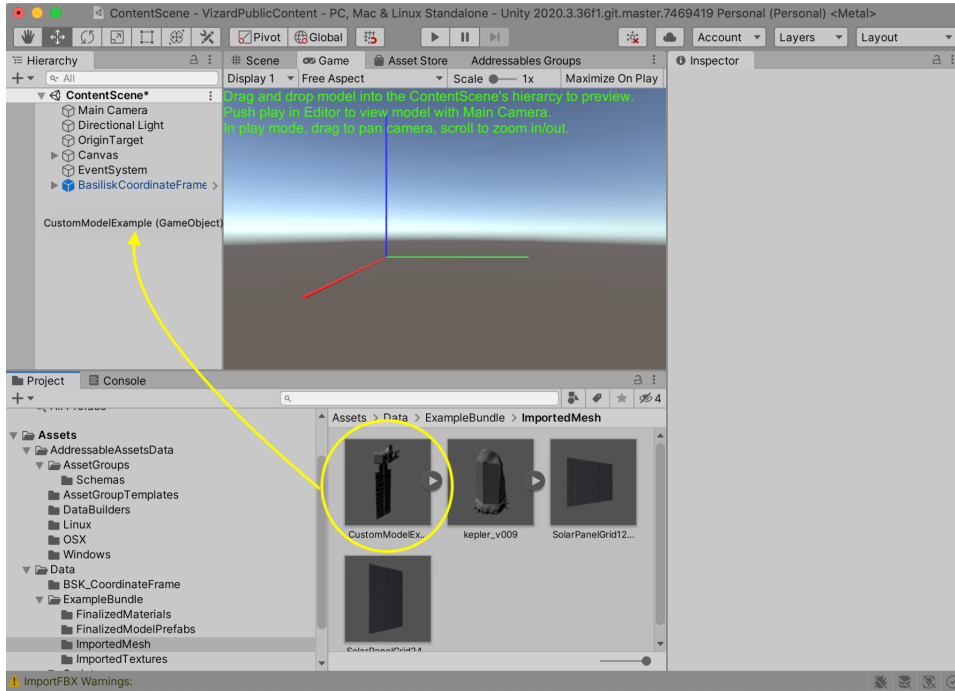 ContentScene - VizardPublicContent - PC, Mac & Linux Standalone - Unity 2020.3.36f1.git.master.7469419 Personal (Personal) <Metal>
Pivot Global Account Layers Layout
Hierarchy
All
ContentScene*
Main Camera
Directional Light
OriginTarget
Canvas
EventSystem
BasiliskCoordinateFrame
CustomModelExample (GameObject)
Scene Game Asset Store Addressables Groups
Display 1 Free Aspect Scale 1x Maximize On Play
Drag and drop model into the ContentScene's hierarcy to preview.
Push play in Editor to view model with Main Camera.
In play mode, drag to pan camera, scroll to zoom in/out.
Inspector
Project Console
4
Assets
AddressableAssetsData
AssetGroups
Schemas
AssetGroupTemplates
DataBuilders
Linux
OSX
Windows
Data
BSK_CoordinateFrame
ExampleBundle
FinalizedMaterials
FinalizedModelPrefabs
ImportedMesh
ImportedTextures
Assets > Data > ExampleBundle > ImportedMesh
CustomModelEx... kepler_v009 SolarPanelGrid12...
SolarPanelGrid24
ImportFBX Warnings: